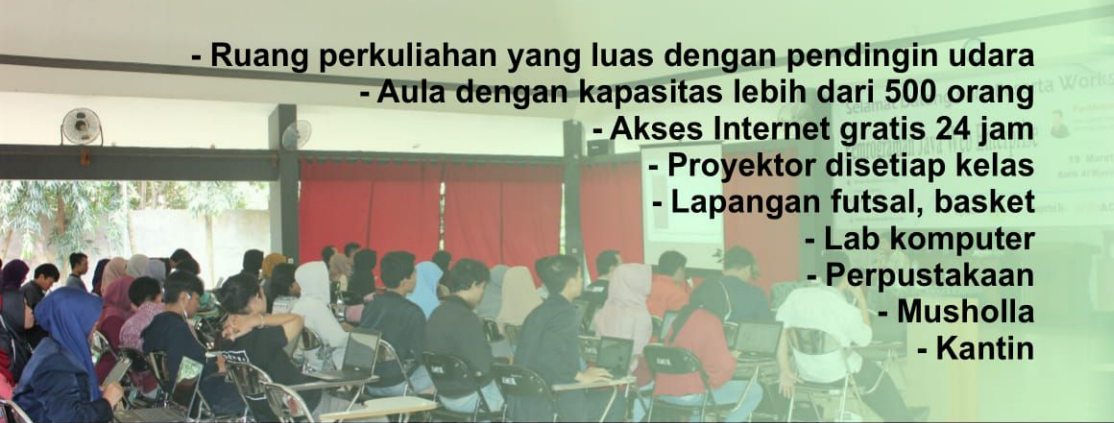 - Ruang perkuliahan yang luas dengan pendingin udara
- Aula dengan kapasitas lebih dari 500 orang
- Akses Internet gratis 24 jam
- Proyektor disetiap kelas
- Lapangan futsal, basket
- Lab komputer
- Perpustakaan
- Musholla
- Kantin